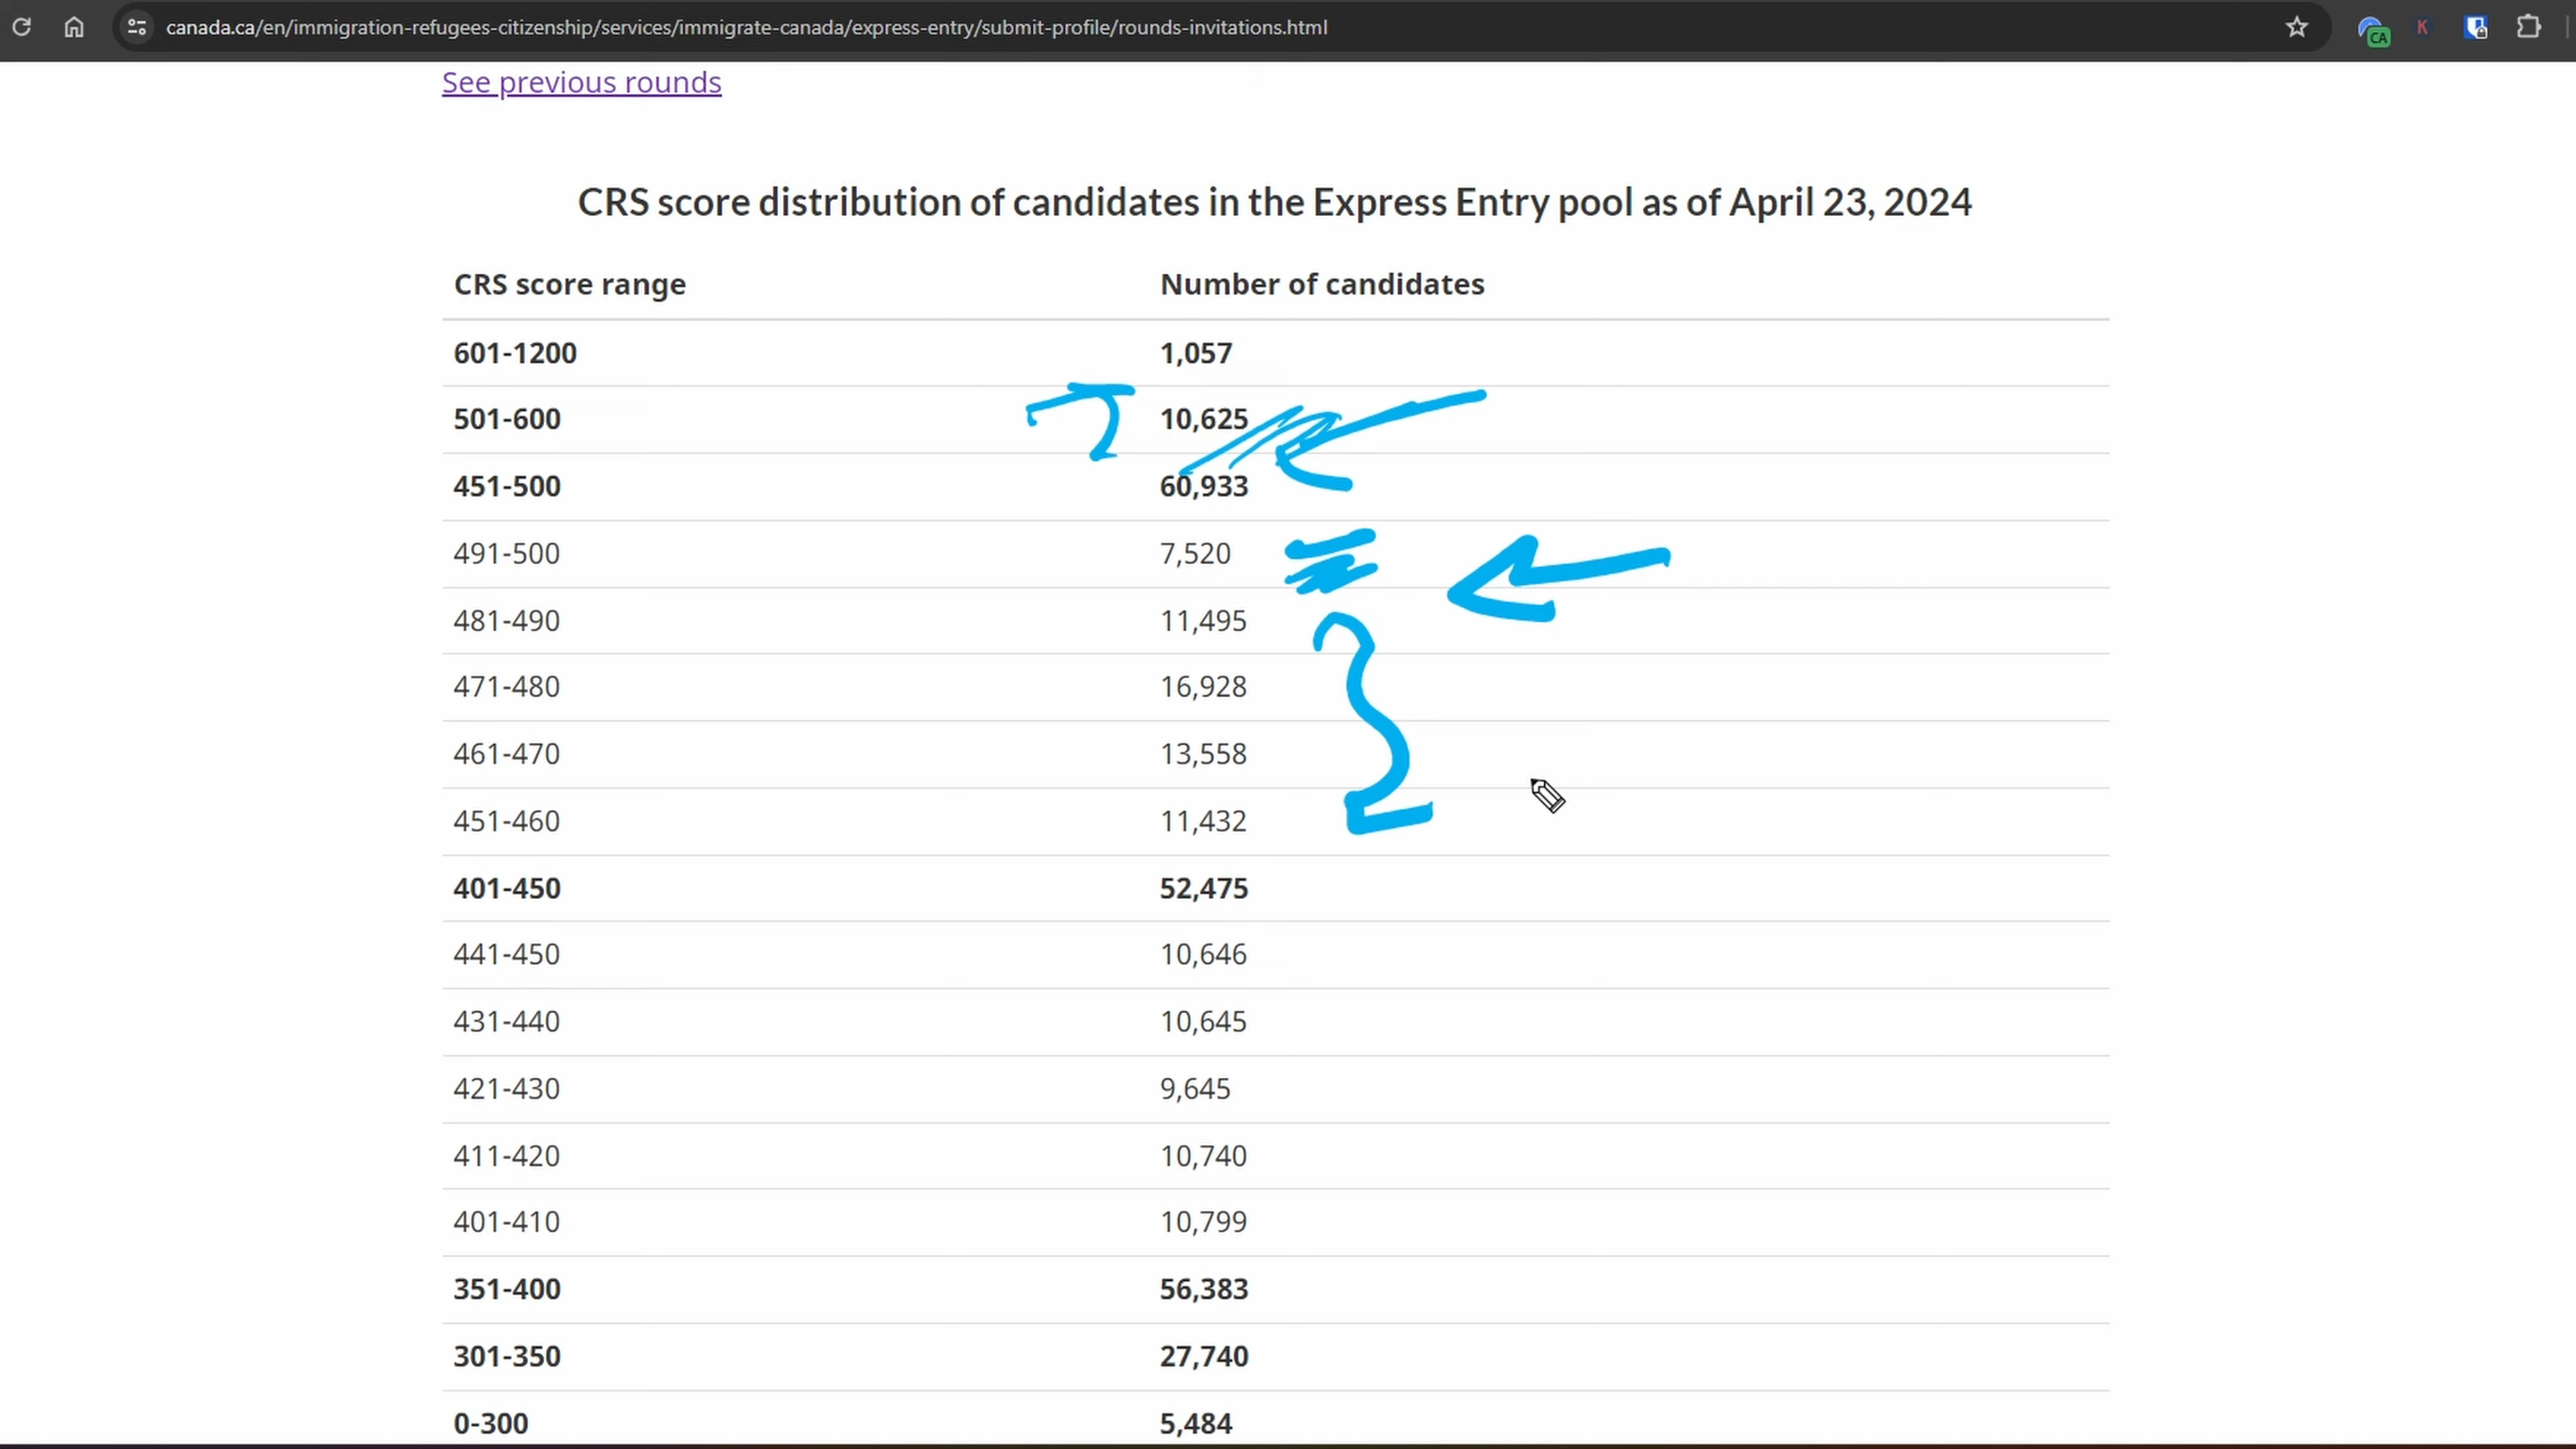 canada.ca/en/immigration-refugees-citizenship/services/immigrate-canada/express-entry/submit-profile/rounds-invitations.html
CA
K
See previous rounds
CRS score distribution of candidates in the Express Entry pool as of April 23, 2024
CRS score range Number of candidates
601-1200 1,057
501-600 10,625
451-500 60,933
491-500 7,520
481-490 11,495
471-480 16,928
461-470 13,558
451-460 11,432
401-450 52,475
441-450 10,646
431-440 10,645
421-430 9,645
411-420 10,740
401-410 10,799
351-400 56,383
301-350 27,740
0-300 5,484